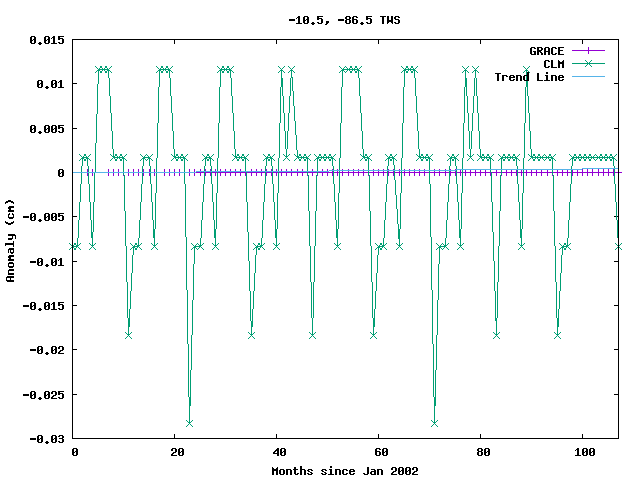 -10.5, -86.5 TWS
GRACE
CLM
Trend Line
0.015
0.01
0.005
0
-0.005
-0.01
-0.015
-0.02
-0.025
-0.03
Anomaly (cm)
0 20 40 60 80 100
Months since Jan 2002